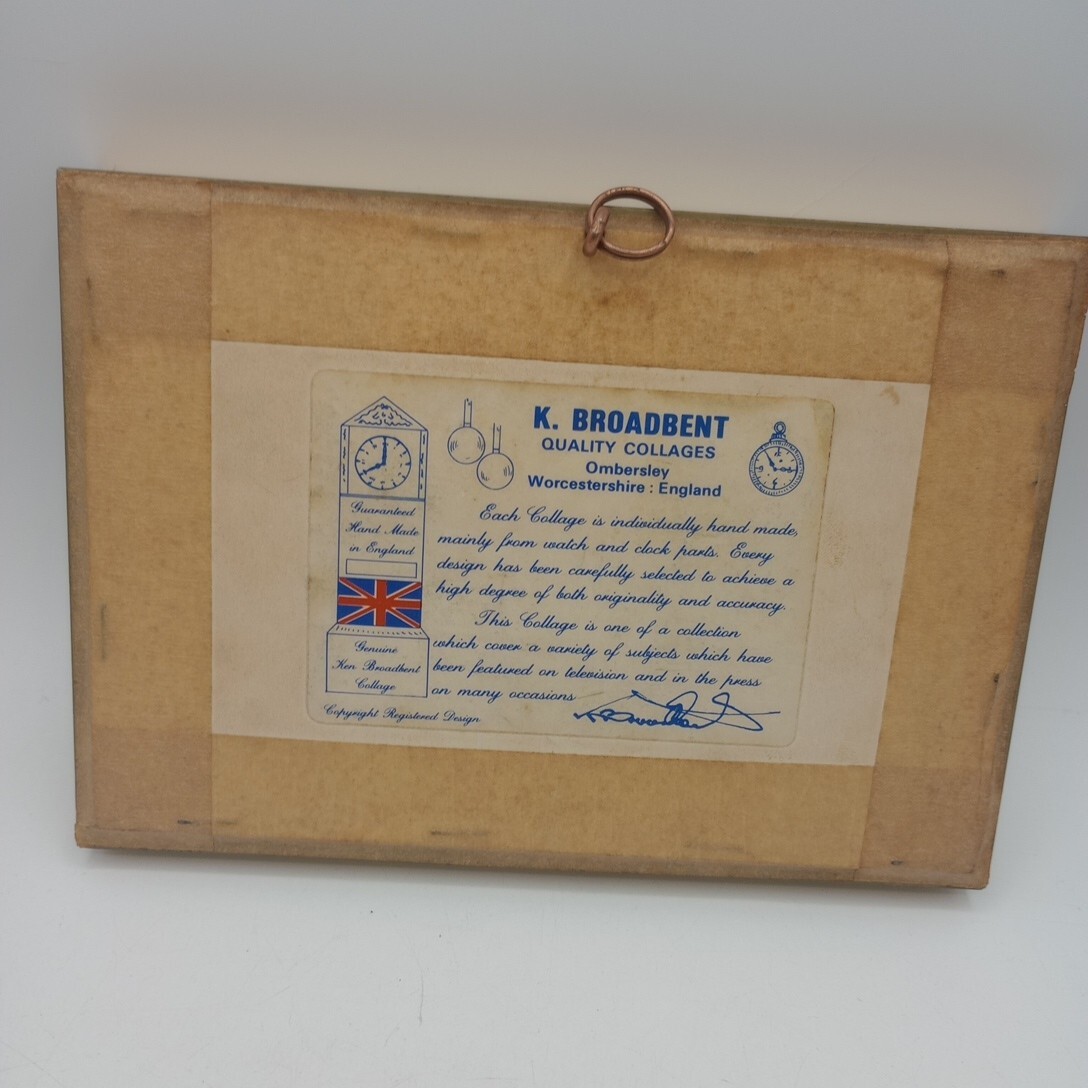 K. BROADBENT
QUALITY COLLAGES
Ombersley
Worcestershire : England
Each Collage is individually hand made,
mainly from watch and clock parts. Every
design has been carefully selected to achieve a
high degree of both originality and accuracy.
This Collage is one of a collection
which cover a variety of subjects which have
been featured on television and in the press
on many occasions
Guaranteed
Hand Made
in England
Genuine
Ken Broadbent
Collage
Copyright Registered Design
K Broadbent